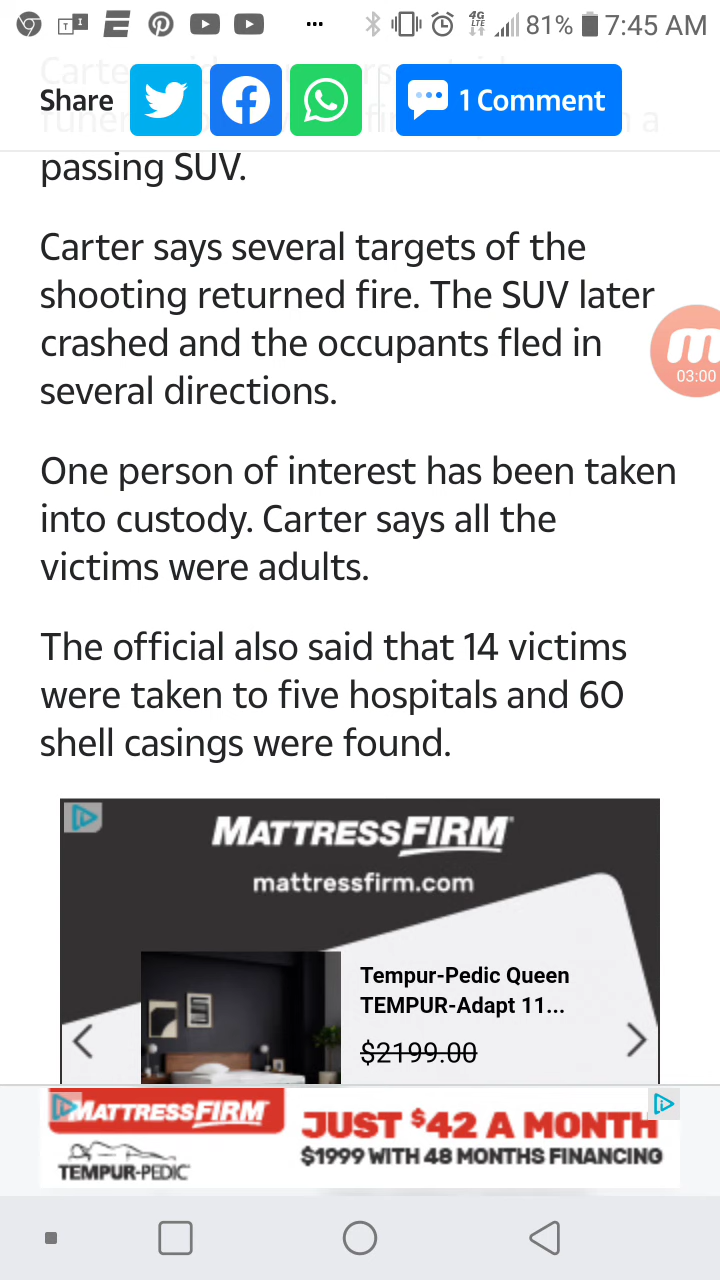 4G
LTE
81%
7:45 AM
Share
1 Comment
a
passing SUV.
Carter says several targets of the
shooting returned fire. The SUV later
crashed and the occupants fled in
several directions.
03:00
One person of interest has been taken
into custody. Carter says all the
victims were adults.
The official also said that 14 victims
were taken to five hospitals and 60
shell casings were found.
MATTRESSFIRM
mattressfirm.com
Tempur-Pedic Queen
TEMPUR-Adapt 11...
$2199.00
MATTRESSFIRM
TEMPUR-PEDIC
JUST $42 A MONTH
$1999 WITH 48 MONTHS FINANCING